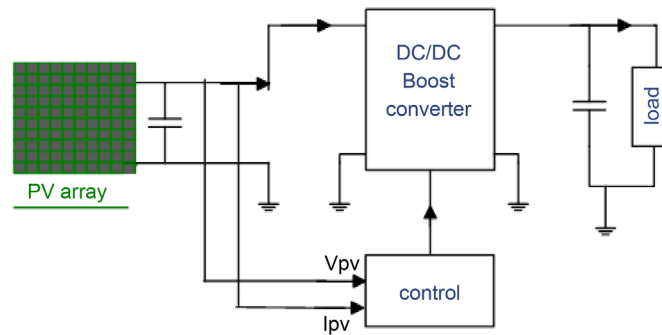 DC/DC
Boost
converter
load
PV array
Vpv
control
Ipv